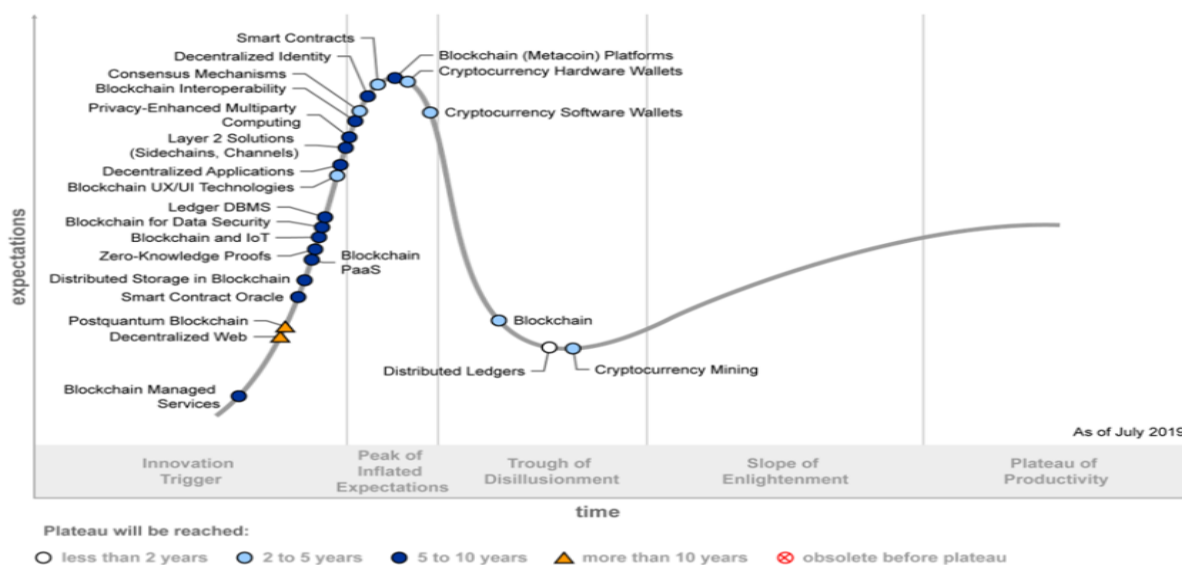 Smart Contracts
Decentralized Identity
Consensus Mechanisms
Blockchain Interoperability
Privacy-Enhanced Multiparty
Computing
Layer 2 Solutions
(Sidechains, Channels)
Decentralized Applications
Blockchain UX/UI Technologies
Ledger DBMS
Blockchain for Data Security
Blockchain and IoT
Zero-Knowledge Proofs
Blockchain
PaaS
Distributed Storage in Blockchain
Smart Contract Oracle
Postquantum Blockchain
Decentralized Web
Blockchain Managed
Services
Blockchain (Metacoin) Platforms
Cryptocurrency Hardware Wallets
Cryptocurrency Software Wallets
Blockchain
Distributed Ledgers
Cryptocurrency Mining
expectations
As of July 2019
Innovation
Trigger
Peak of
Inflated
Expectations
Trough of
Disillusionment
Slope of
Enlightenment
Plateau of
Productivity
time
Plateau will be reached:
less than 2 years
2 to 5 years
5 to 10 years
more than 10 years
obsolete before plateau